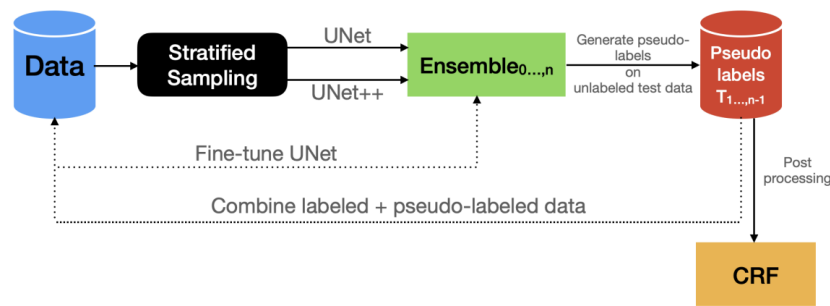 Data
Stratified
Sampling
UNet
UNet++
Ensemble0...,n
Generate pseudo-
labels
on
unlabeled test data
Pseudo
labels
T1...,n-1
Fine-tune UNet
Combine labeled + pseudo-labeled data
Post
processing
CRF